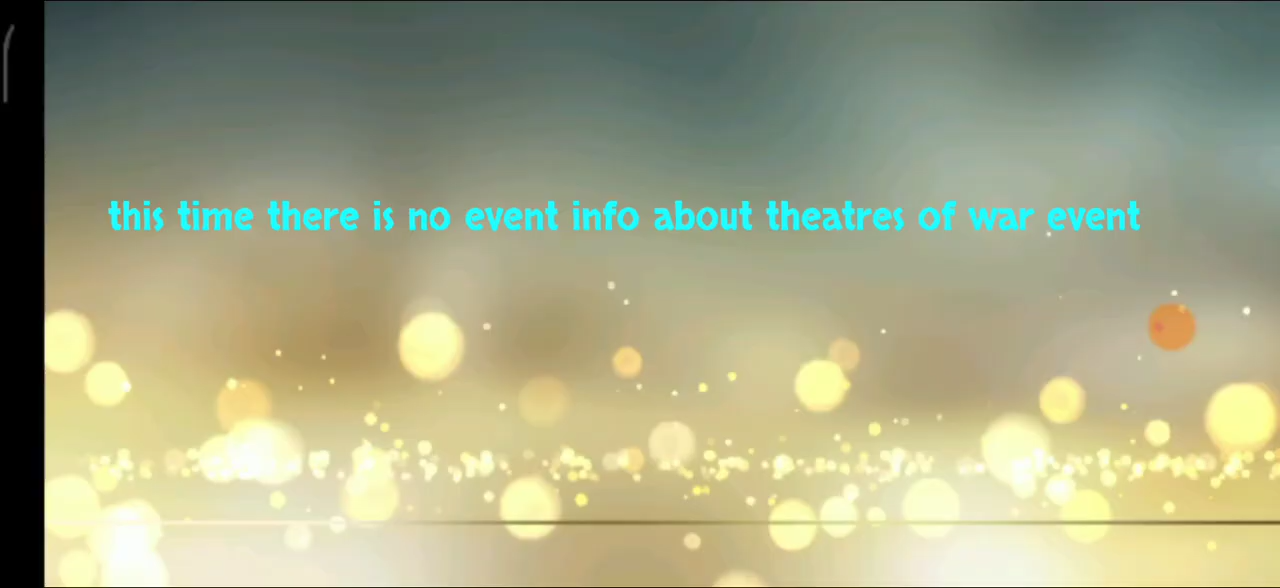 this time there is no event info about theatres of war event